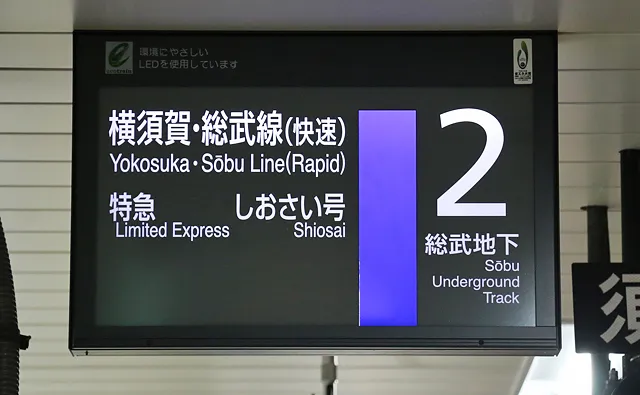 環境にやさしい
LEDを使用しています
横須賀・総武線(快速)
Yokosuka・Sōbu Line(Rapid)
特急 しおさい号
Limited Express Shiosai
2
総武地下
Sōbu
Underground
Track
須